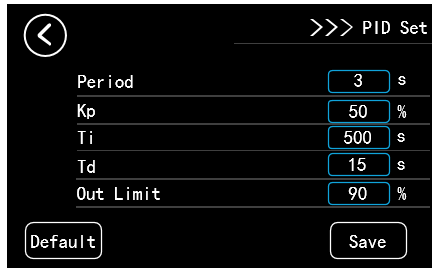 >>> PID Set
Period 3 s
Kp 50 %
Ti 500 s
Td 15 s
Out Limit 90 %
Default Save